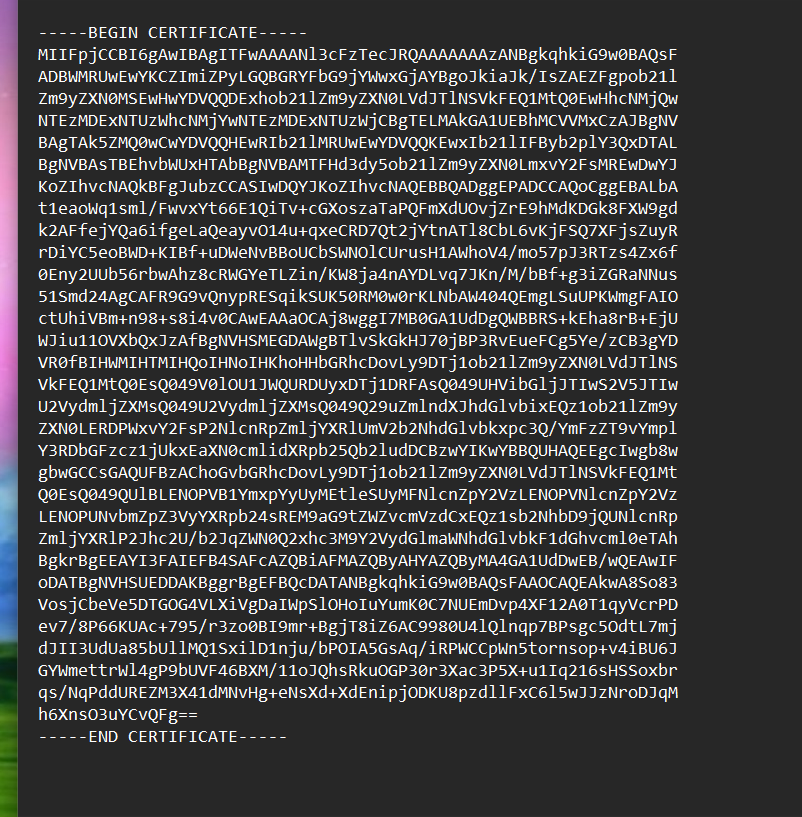 -----BEGIN CERTIFICATE-----
MIIFpjCCBI6gAwIBAgITFwAAAANl3cFzTecJRQAAAAAAAzANBgkqhkiG9w0BAQsF
ADBWMRUwEwYKCZImiZPyLGQBGRYFbG9jYWwxGjAYBgoJkiaJk/IsZAEZFgpob21l
Zm9yZXN0MSEwHwYDVQQDExhob21lZm9yZXN0LVdJTlNSVkFEQ1MtQ0EwHhcNMjQw
NTEzMDExNTUzWhcNMjYwNTEzMDExNTUzWjCBgTELMAkGA1UEBhMCVVMxCzAJBgNV
BAgTAk5ZMQ0wCwYDVQQHEwRIb21lMRUwEwYDVQQKEwxIb21lIFByb2plY3QxDTAL
BgNVBAsTBEhvbWUxHTAbBgNVBAMTFHd3dy5ob21lZm9yZXN0LmxvY2FsMREwDwYJ
KoZIhvcNAQkBFgJubzCCASIwDQYJKoZIhvcNAQEBBQADggEPADCCAQoCggEBALbA
t1eaoWq1sml/FwvxYt66E1QiTv+cGXoszaTaPQFmXdUOvjZrE9hMdKDGk8FXW9gd
k2AFfejYQa6ifgeLaQeayvO14u+qxeCRD7Qt2jYtnATl8CbL6vKjFSQ7XFjsZuyR
rDiYC5eoBWD+KIBf+uDWeNvBBoUCbSWNOlCUrusH1AWhoV4/mo57pJ3RTzs4Zx6f
0Eny2UUb56rbwAhz8cRWGYeTLZin/KW8ja4nAYDLvq7JKn/M/bBf+g3iZGRaNNus
51Smd24AgCAFR9G9vQnypRESqikSUK50RM0w0rKLNbAW404QEmgLSuUPKWmgFAIO
ctUhiVBm+n98+s8i4v0CAwEAAaOCAj8wggI7MB0GA1UdDgQWBBRS+kEha8rB+EjU
WJiu11OVXbQxJzAfBgNVHSMEGDAWgBTlvSkGkHJ70jBP3RvEueFCg5Ye/zCB3gYD
VR0fBIHWMIHTMIHQoIHNoIHKhoHHbGRhcDovLy9DTj1ob21lZm9yZXN0LVdJTlNS
VkFEQ1MtQ0EsQ049V0lOU1JWQURDUyxDTj1DRFAsQ049UHVibGljJTIwS2V5JTIw
U2VydmljZXMsQ049U2VydmljZXMsQ049Q29uZmlndXJhdGlvbixEQz1ob21lZm9y
ZXN0LERDPWxvY2FsP2NlcnRpZmljYXRlUmV2b2NhdGlvbkxpc3Q/YmFzZT9vYmpl
Y3RDbGFzcz1jUkxEaXN0cmlidXRpb25Qb2ludDCBzwYIKwYBBQUHAQEEgcIwgb8w
gbwGCCsGAQUFBzAChoGvbGRhcDovLy9DTj1ob21lZm9yZXN0LVdJTlNSVkFEQ1Mt
Q0EsQ049QUlBLENOPVB1YmxpYyUyMEtleSUyMFNlcnZpY2VzLENOPVNlcnZpY2Vz
LENOPUNvbmZpZ3VyYXRpb24sREM9aG9tZWZvcmVzdCxEQz1sb2NhbD9jQUNlcnRp
ZmljYXRlP2Jhc2U/b2JqZWN0Q2xhc3M9Y2VydGlmaWNhdGlvbkF1dGhvcml0eTAh
BgkrBgEEAYI3FAIEFB4SAFcAZQBiAFMAZQByAHYAZQByMA4GA1UdDwEB/wQEAwIF
oDATBgNVHSUEDDAKBggrBgEFBQcDATANBgkqhkiG9w0BAQsFAAOCAQEAkwA8So83
VosjCbeVe5DTGOG4VLXiVgDaIWpSlOHoIuYumK0C7NUEmDvp4XF12A0T1qyVcrPD
ev7/8P66KUAc+795/r3zo0BI9mr+BgjT8iZ6AC9980U4lQlnqp7BPsgc5OdtL7mj
dJII3UdUa85bUllMQ1SxilD1nju/bPOIA5GsAq/iRPWCCpWn5tornsop+v4iBU6J
GYWmettrWl4gP9bUVF46BXM/11oJQhsRkuOGP30r3Xac3P5X+u1Iq216sHSSoxbr
qs/NqPddUREZM3X41dMNvHg+eNsXd+XdEnipjODKU8pzdllFxC6l5wJJzNroDJqM
h6XnsO3uYCvQFg==
-----END CERTIFICATE-----